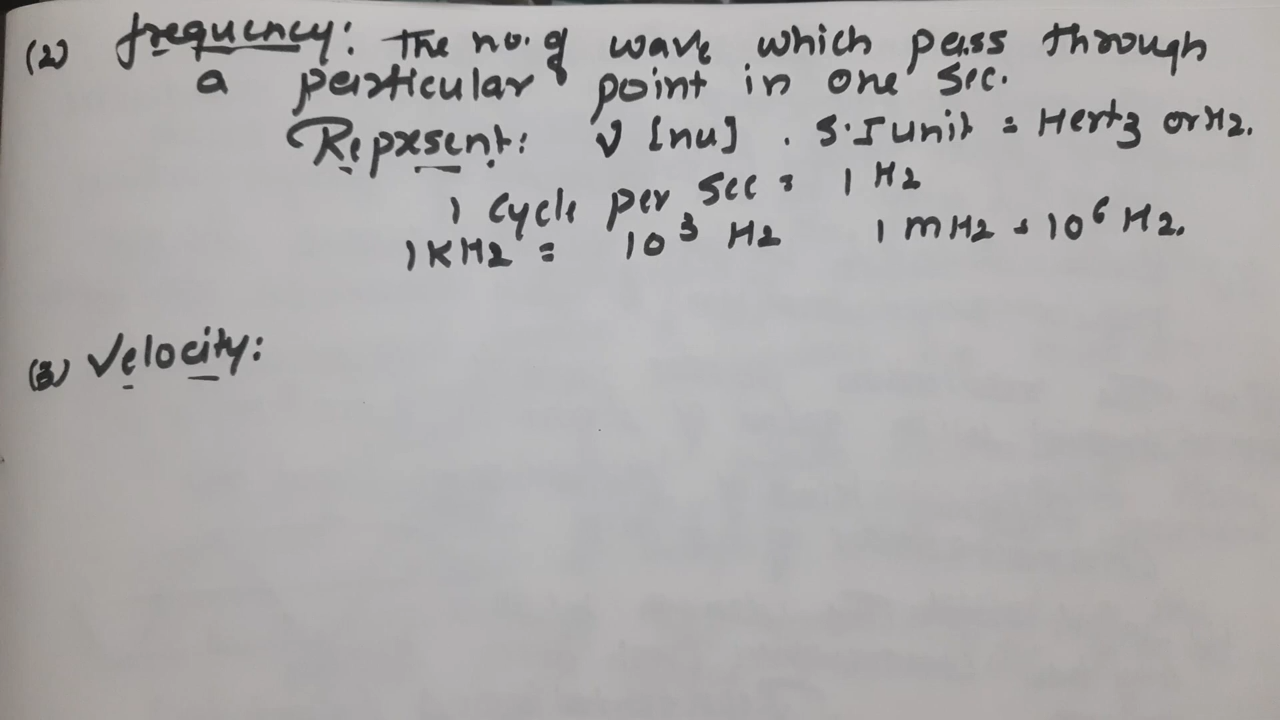 (2) frequency: The no. of wave which pass through
a particular point in one sec.
Represent: ν [nu] . S.I unit = Hertz or Hz.
1 cycle per sec = 1 Hz
1 KHz = 10³ Hz 1 mHz = 10⁶ Hz.
(3) Velocity: